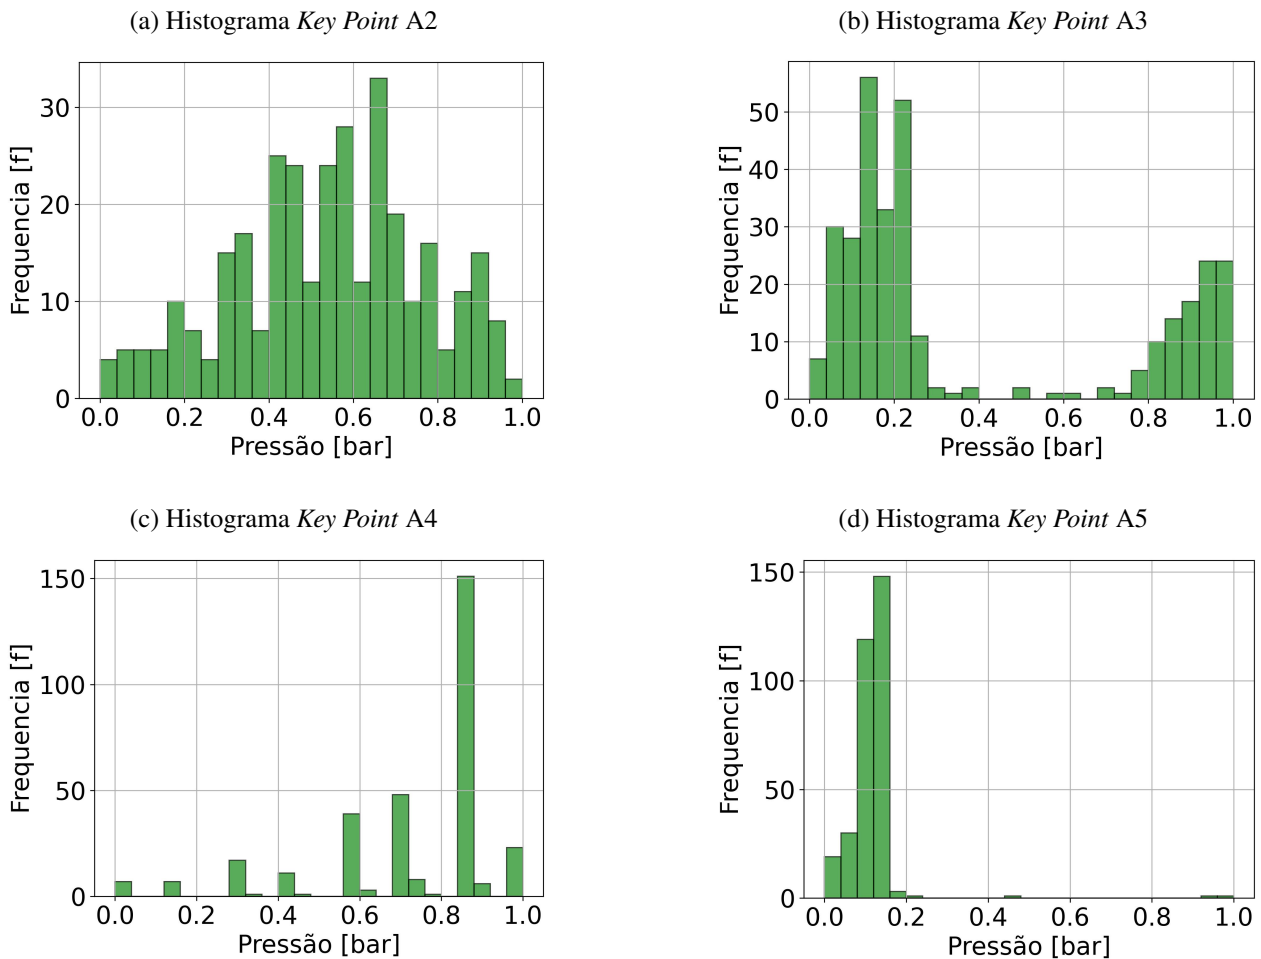 (a) Histograma Key Point A2
30
20
10
0
Frequencia [f]
0.0 0.2 0.4 0.6 0.8 1.0
Pressão [bar]
(b) Histograma Key Point A3
50
40
30
20
10
0
Frequencia [f]
0.0 0.2 0.4 0.6 0.8 1.0
Pressão [bar]
(c) Histograma Key Point A4
150
100
50
0
Frequencia [f]
0.0 0.2 0.4 0.6 0.8 1.0
Pressão [bar]
(d) Histograma Key Point A5
150
100
50
0
Frequencia [f]
0.0 0.2 0.4 0.6 0.8 1.0
Pressão [bar]